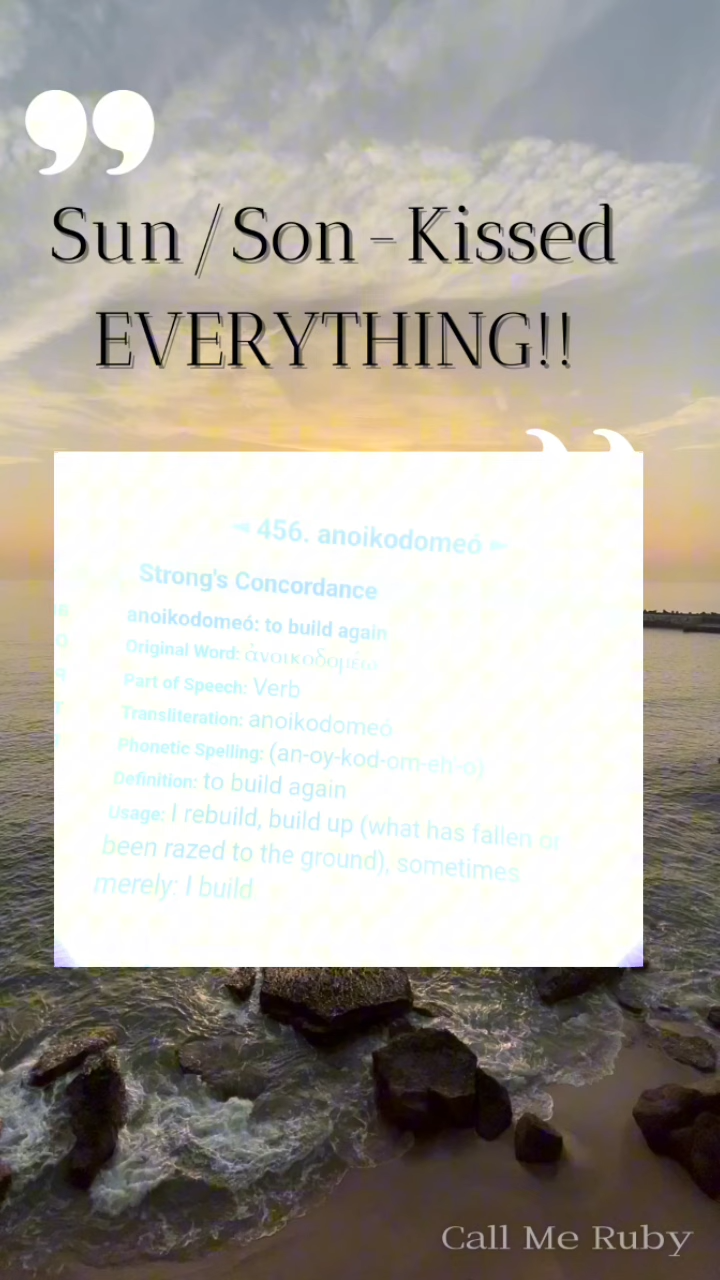 ”
Sun / Son - Kissed
EVERYTHING!!
◄ 456. anoikodomeó ►
Strong's Concordance
anoikodomeó: to build again
Original Word: ἀνοικοδομέω
Part of Speech: Verb
Transliteration: anoikodomeó
Phonetic Spelling: (an-oy-kod-om-eh'-o)
Definition: to build again
Usage: I rebuild, build up (what has fallen or
been razed to the ground), sometimes
merely: I build
Call Me Ruby